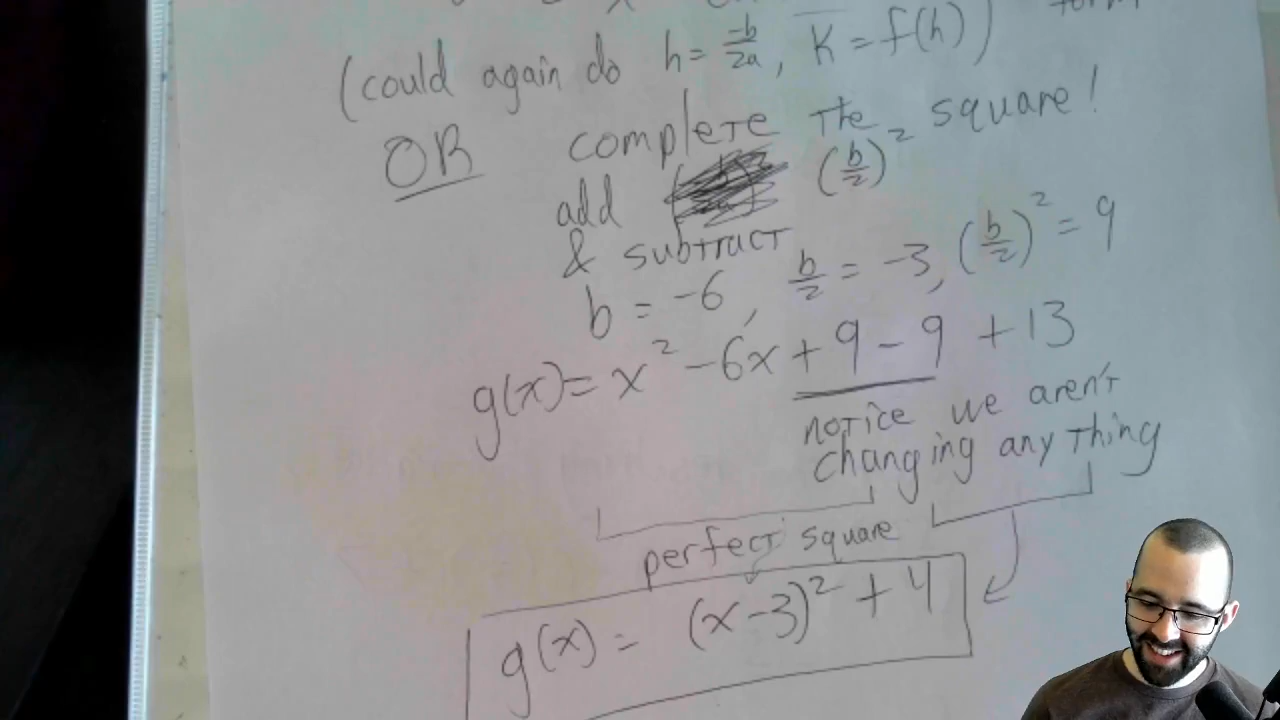 (could again do h = -b/2a, K = f(h))
OR complete the square!
add (b/2)²
& subtract
b = -6, b/2 = -3, (b/2)² = 9
g(x) = x² - 6x + 9 - 9 + 13
notice we aren't
changing anything
perfect square
g(x) = (x-3)² + 4